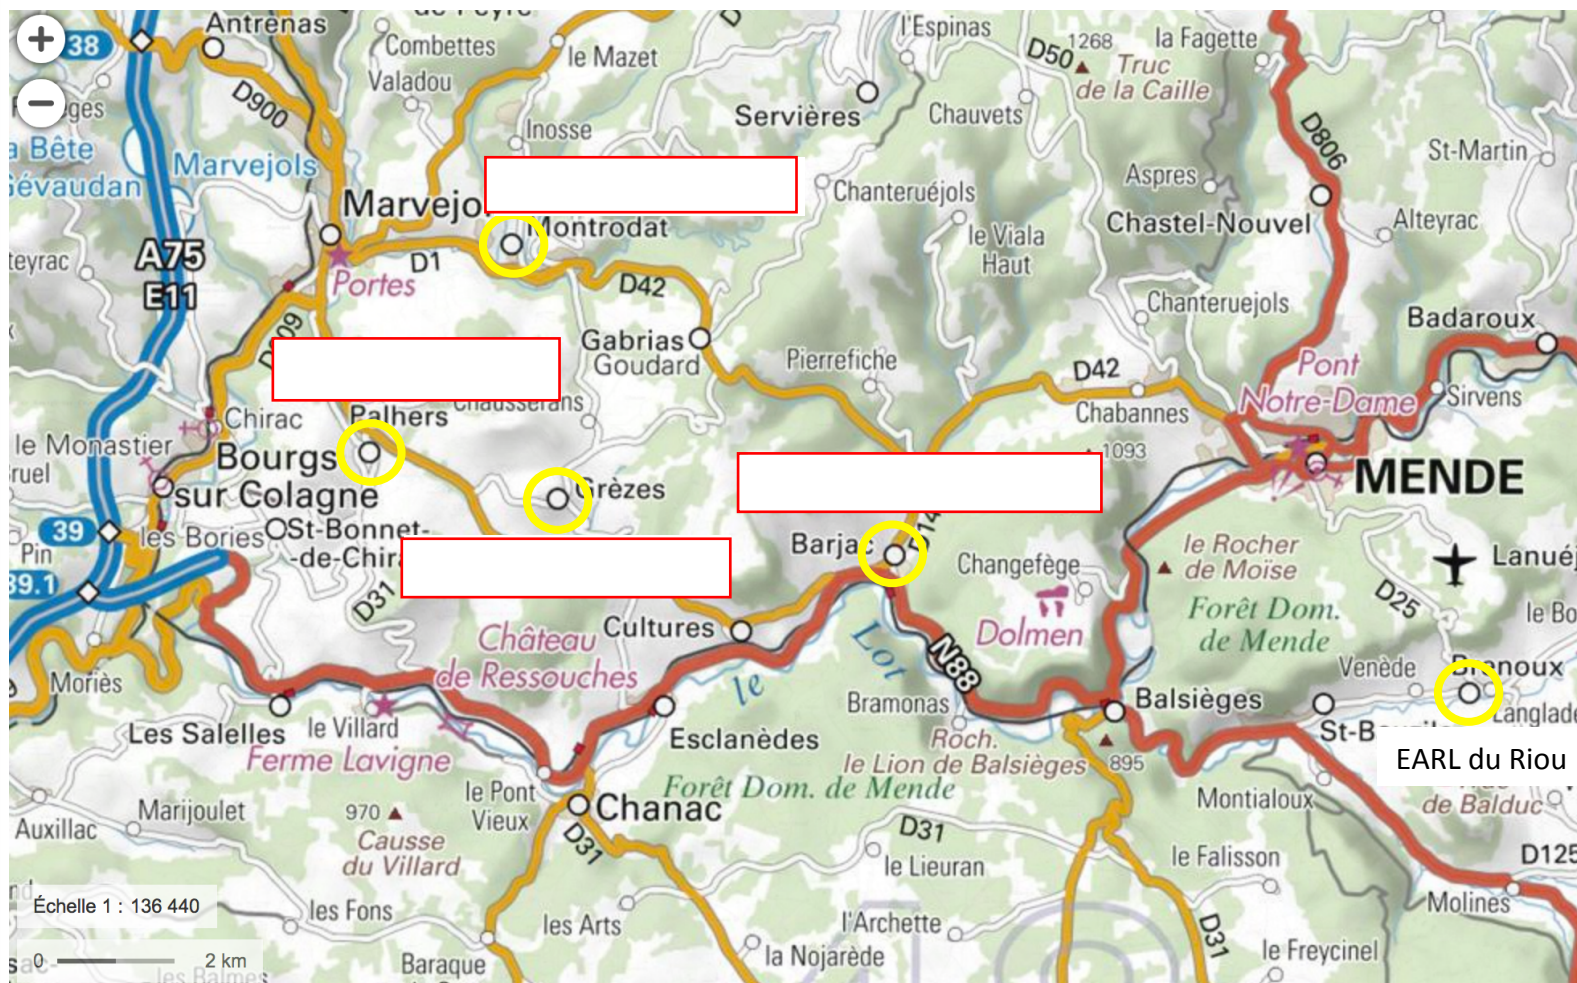 +
−
38
Antrenas
de Peyre
Combettes
Valadou
le Mazet
Inosse
D900
Marvejols
Servières
l'Espinas
D50
1268
Truc
de la Caille
la Fagette
Chauvets
D806
St-Martin
a Bête
Gévaudan
Aspres
Chanteruéjols
Chastel-Nouvel
Alteyrac
Montrodat
le Viala
Haut
A75
E11
teyrac
D1
Portes
D42
Chanteruejols
Badaroux
Gabrias
Goudard
Pierrefiche
D42
Chabannes
Pont
Notre-Dame
Sirvens
Chirac
Palhers
le Monastier
Bourgs
sur Colagne
Grèzes
1093
MENDE
39
Pin
39.1
les Bories
St-Bonnet-
D31
Barjac
Changefège
Dolmen
le Rocher
de Moïse
D25
Forêt Dom.
de Mende
Château
de Ressouches
Cultures
le
Lot
N88
Moriès
Bramonas
Balsièges
Venède
Brenoux
Les Salelles
le Villard
Ferme Lavigne
Esclanèdes
Roch.
le Lion de Balsièges
895
EARL du Riou
Forêt Dom. de Mende
Montialoux
de Balduc
Auxillac
Marijoulet
970
Causse
du Villard
le Pont
Vieux
Chanac
D31
D31
le Lieuran
le Falisson
D125
Molines
Échelle 1 : 136 440
les Fons
les Arts
l'Archette
D31
la Nojarède
le Freycinel
0
2 km
Baraque